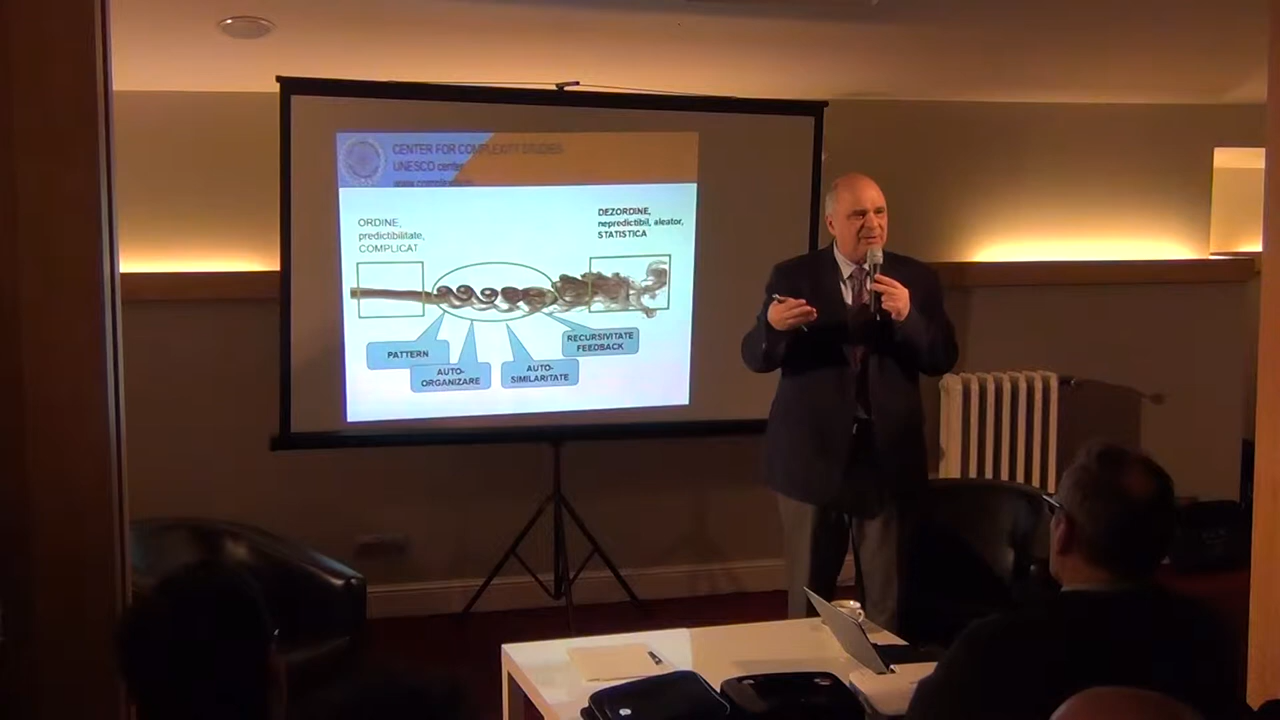 CENTER FOR COMPLEXITY STUDIES
UNESCO center
ORDINE,
predictibilitate,
COMPLICAT
DEZORDINE,
nepredictibil, aleator,
STATISTICA
PATTERN
AUTO-
ORGANIZARE
AUTO-
SIMILARITATE
RECURSIVITATE
FEEDBACK